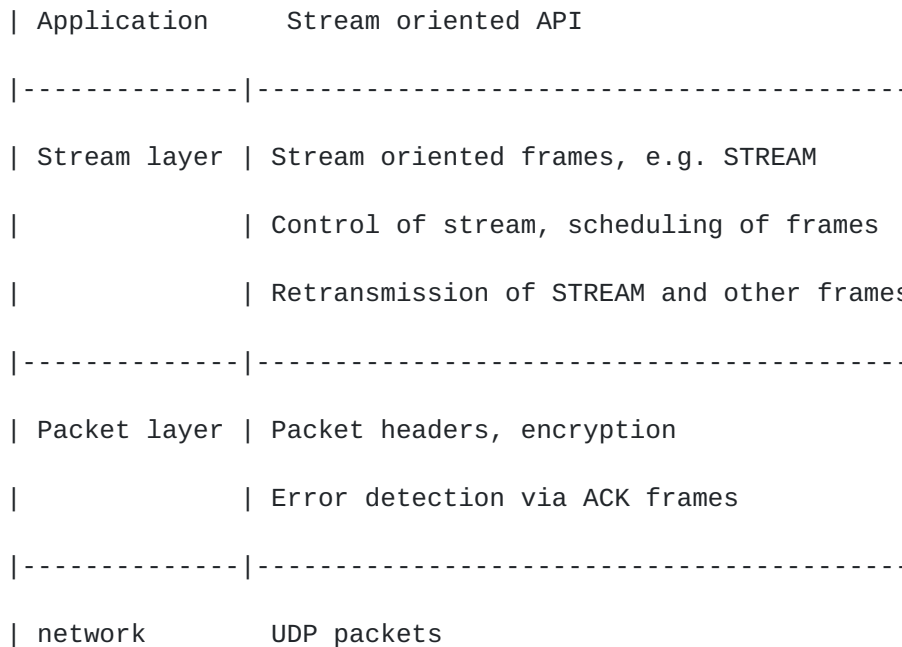 | Application     Stream oriented API
|--------------|------------------------------------------
| Stream layer | Stream oriented frames, e.g. STREAM
|              | Control of stream, scheduling of frames
|              | Retransmission of STREAM and other frames
|--------------|------------------------------------------
| Packet layer | Packet headers, encryption
|              | Error detection via ACK frames
|--------------|------------------------------------------
| network        UDP packets